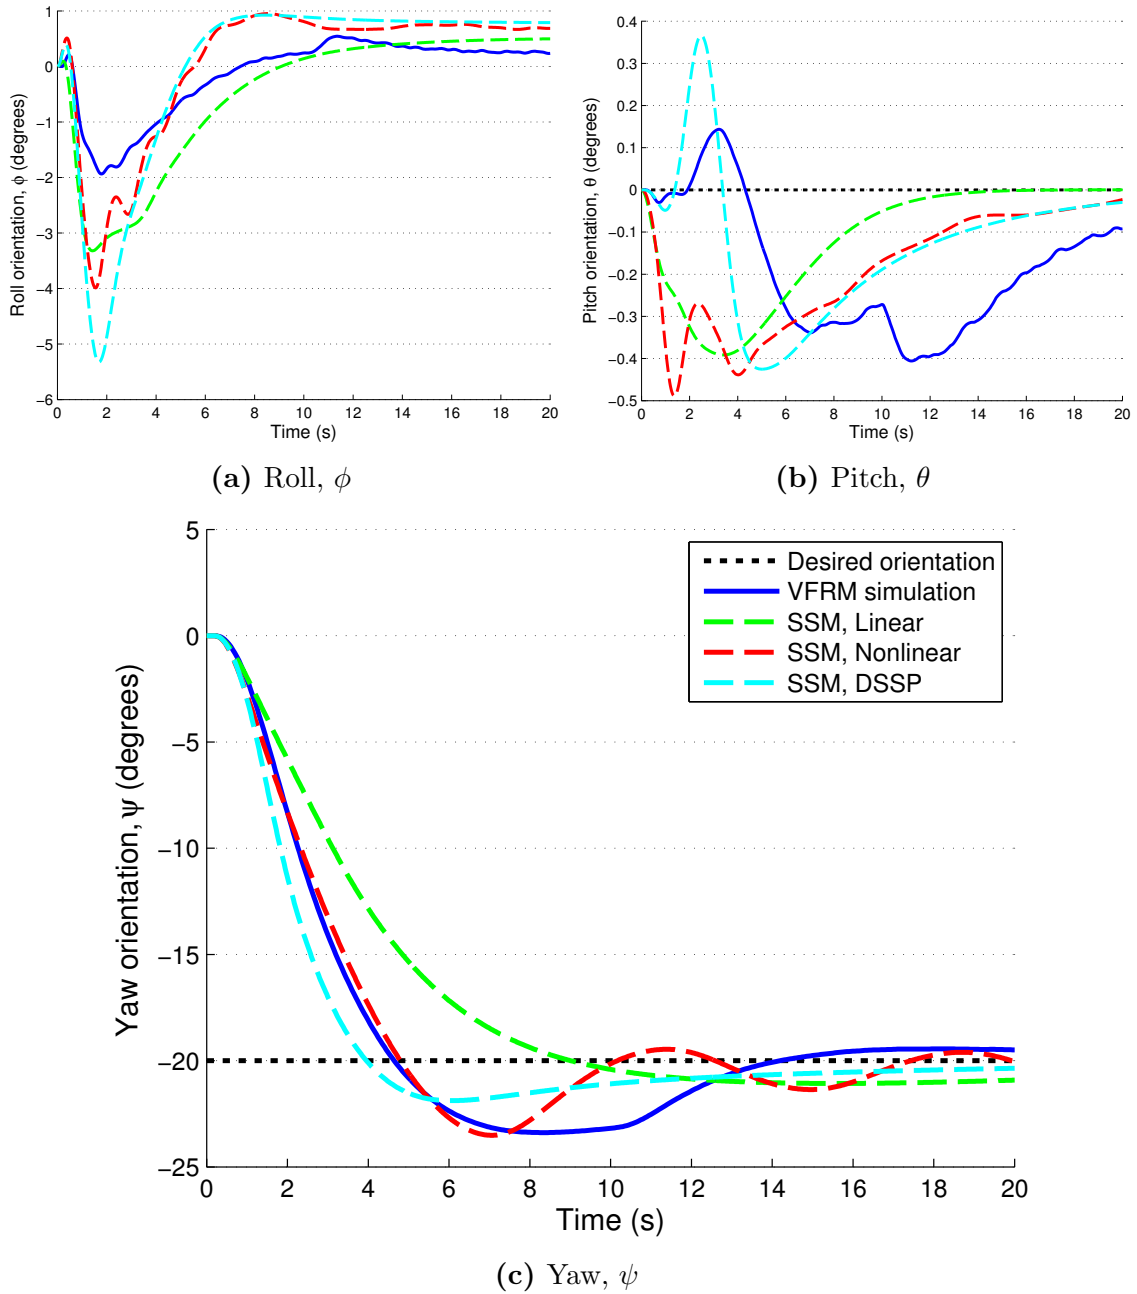 1
0
−1
−2
−3
−4
−5
−6
Roll orientation, ϕ (degrees)
0 2 4 6 8 10 12 14 16 18 20
Time (s)
(a) Roll, ϕ
0.4
0.3
0.2
0.1
0
−0.1
−0.2
−0.3
−0.4
−0.5
Pitch orientation, θ (degrees)
0 2 4 6 8 10 12 14 16 18 20
Time (s)
(b) Pitch, θ
5
0
−5
−10
−15
−20
−25
Yaw orientation, ψ (degrees)
Desired orientation
VFRM simulation
SSM, Linear
SSM, Nonlinear
SSM, DSSP
0 2 4 6 8 10 12 14 16 18 20
Time (s)
(c) Yaw, ψ